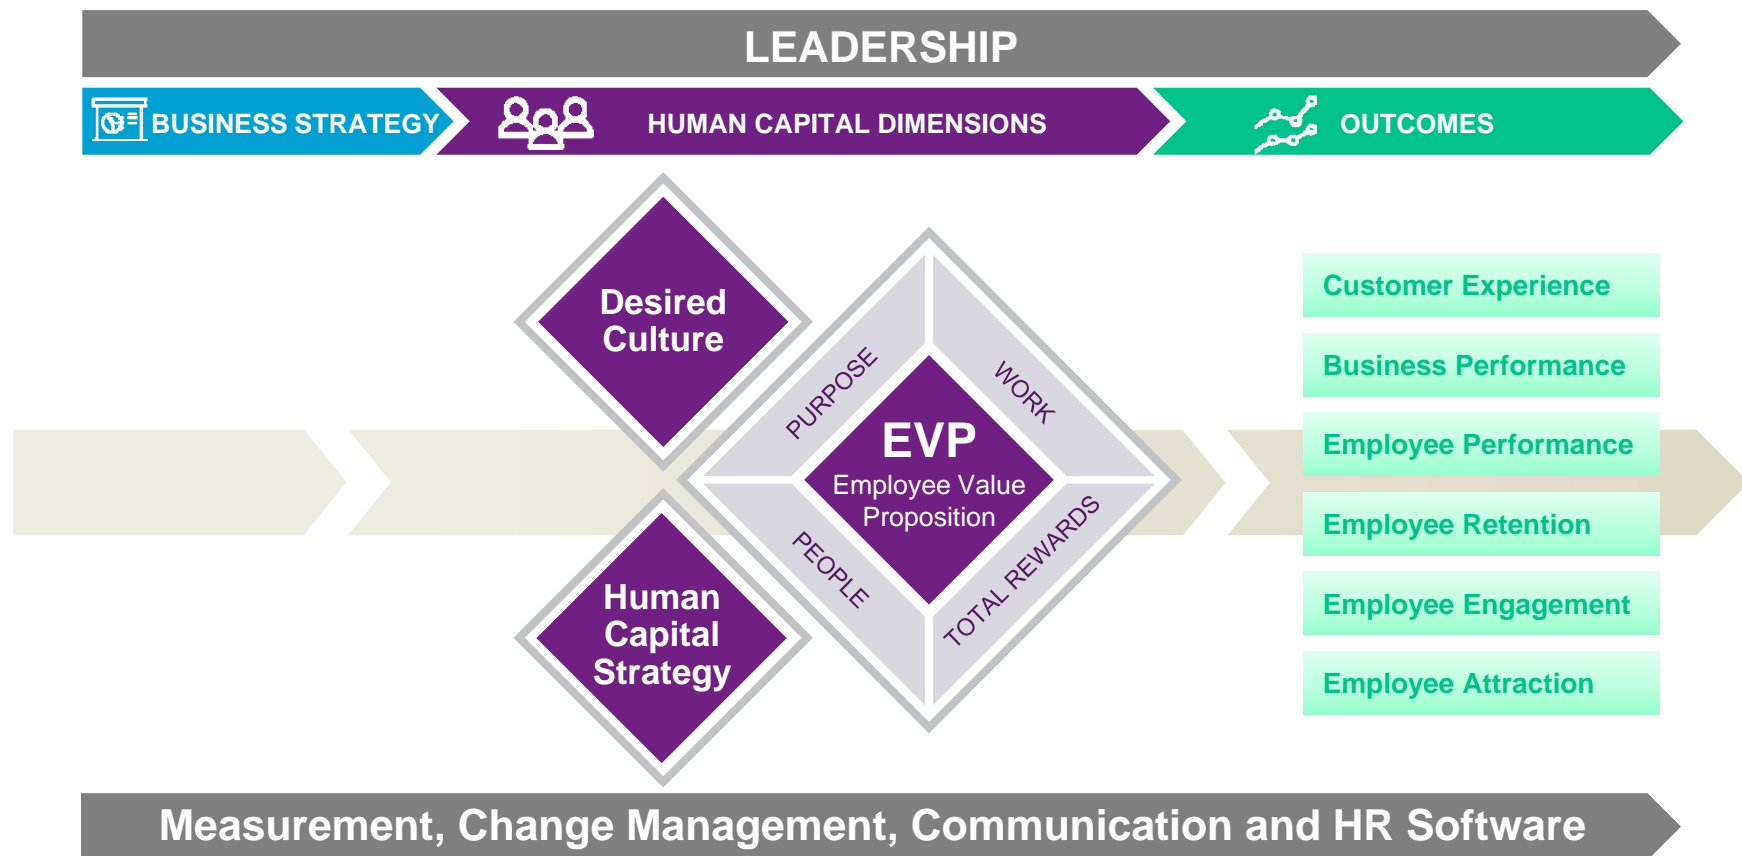 LEADERSHIP
BUSINESS STRATEGY
HUMAN CAPITAL DIMENSIONS
OUTCOMES
Desired
Culture
Human
Capital
Strategy
PURPOSE
WORK
EVP
Employee Value
Proposition
PEOPLE
TOTAL REWARDS
Customer Experience
Business Performance
Employee Performance
Employee Retention
Employee Engagement
Employee Attraction
Measurement, Change Management, Communication and HR Software